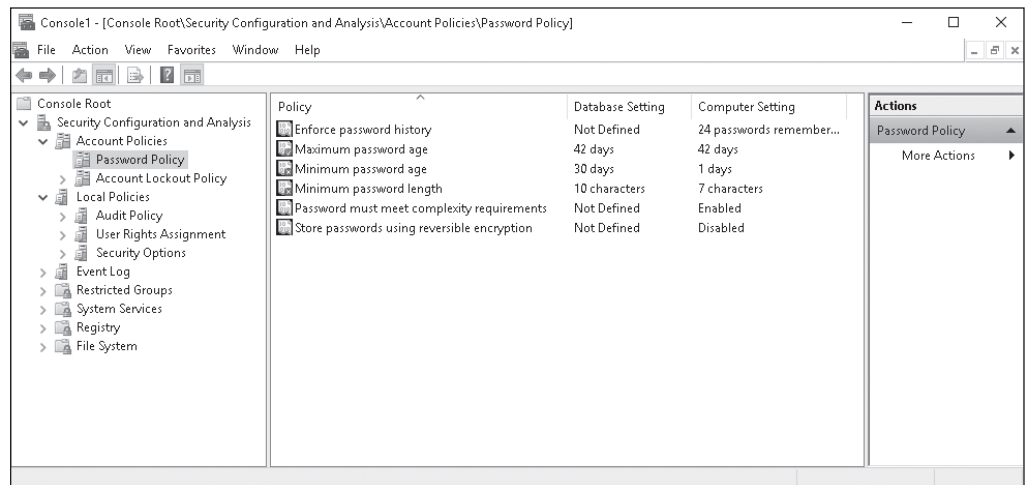 Console1 - [Console Root\Security Configuration and Analysis\Account Policies\Password Policy]
File Action View Favorites Window Help
Console Root
Security Configuration and Analysis
Account Policies
Password Policy
Account Lockout Policy
Local Policies
Audit Policy
User Rights Assignment
Security Options
Event Log
Restricted Groups
System Services
Registry
File System
Policy Database Setting Computer Setting
Enforce password history Not Defined 24 passwords remember...
Maximum password age 42 days 42 days
Minimum password age 30 days 1 days
Minimum password length 10 characters 7 characters
Password must meet complexity requirements Not Defined Enabled
Store passwords using reversible encryption Not Defined Disabled
Actions
Password Policy
More Actions